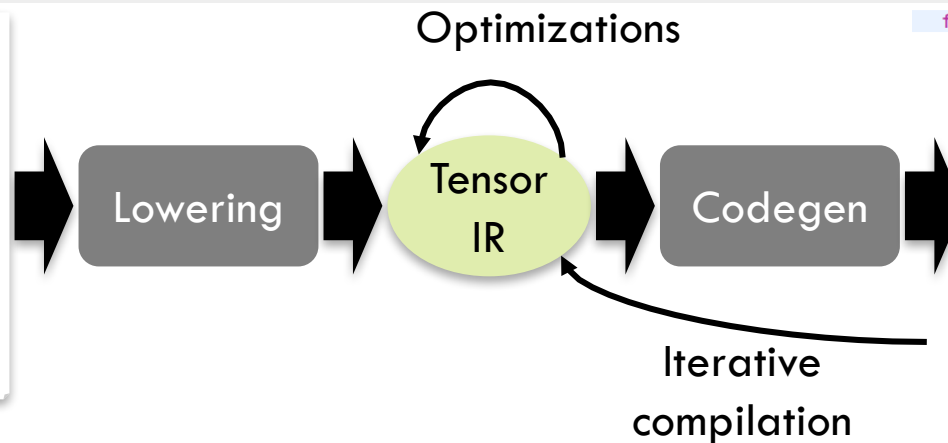 Optimizations
f
Lowering
Tensor
IR
Codegen
Iterative
compilation